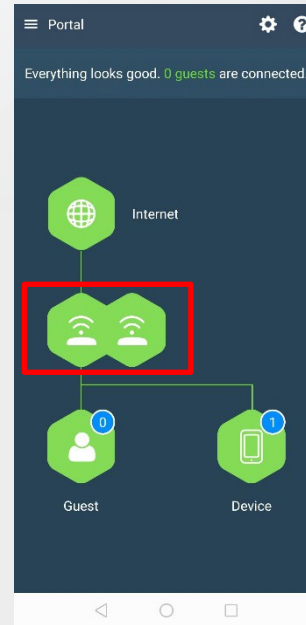 Portal
Everything looks good. 0 guests are connected.
Internet
0
1
Guest
Device